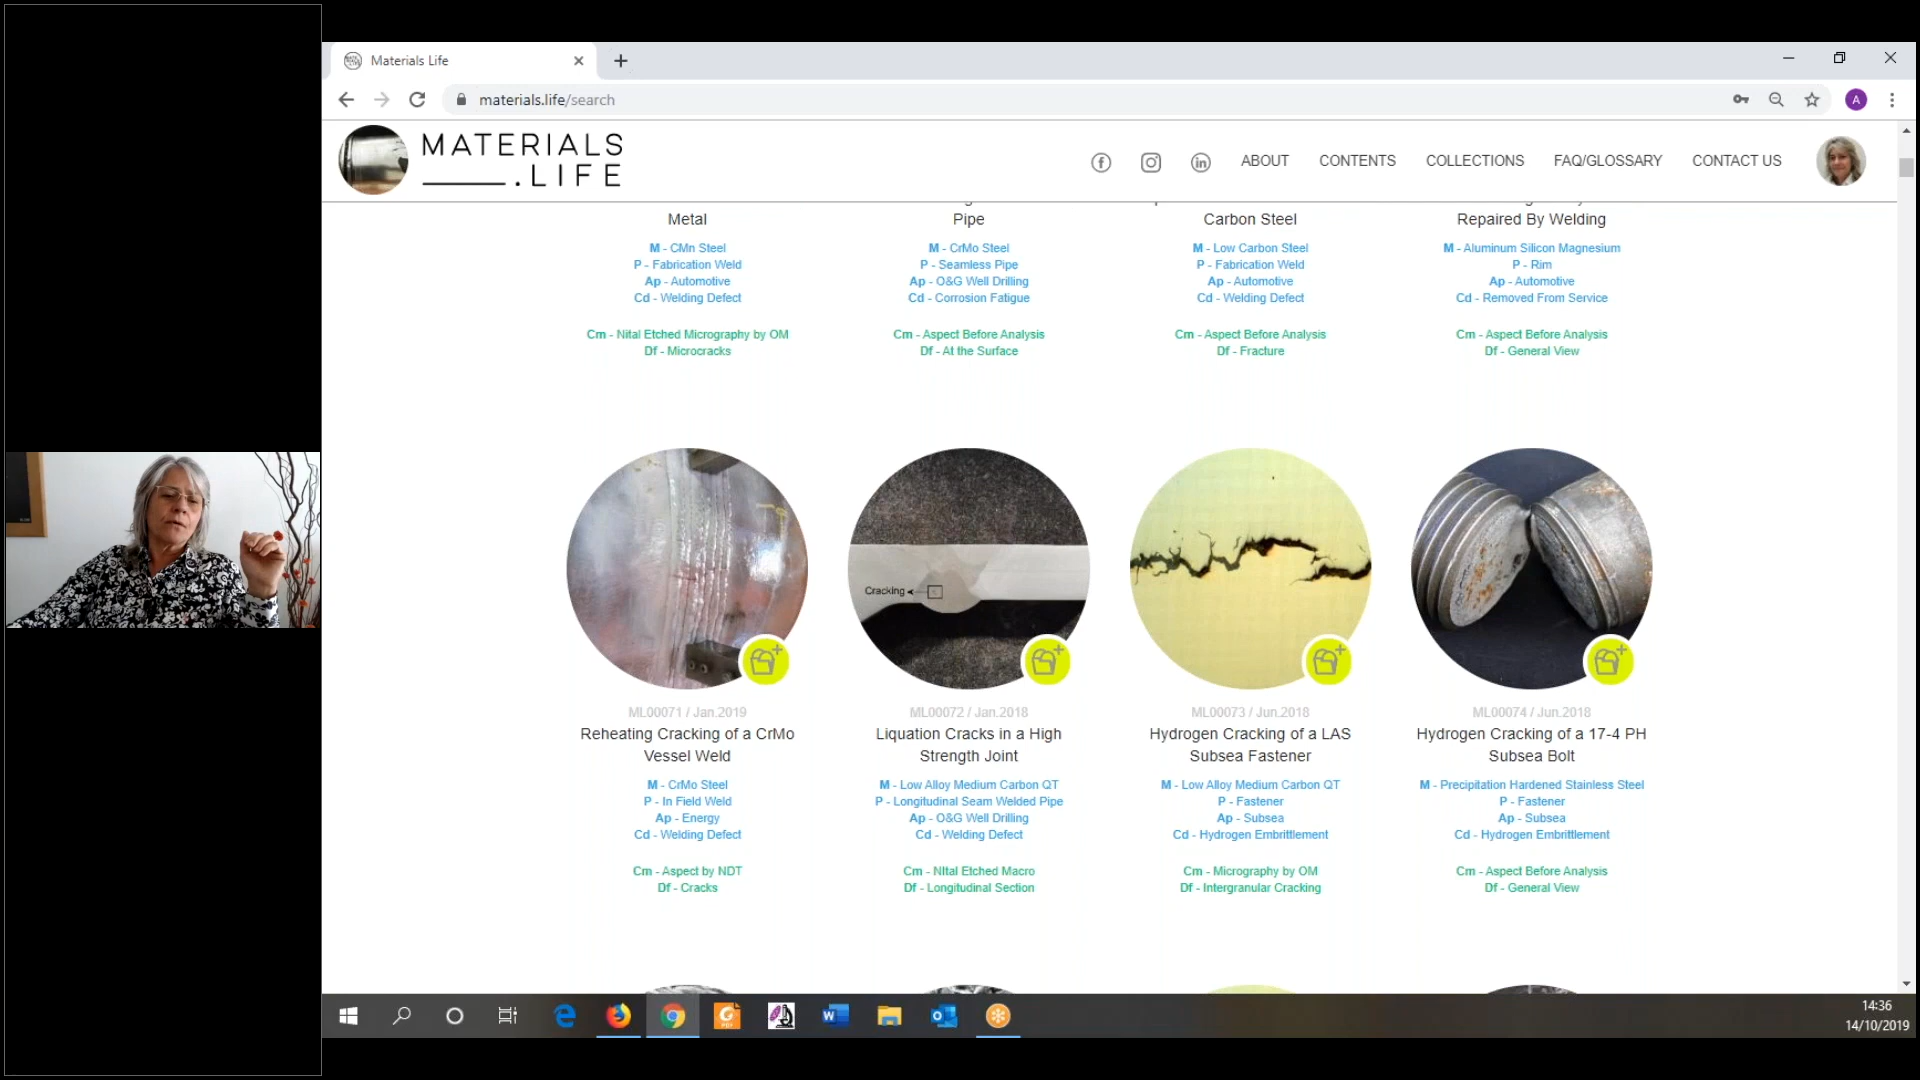 Materials Life
materials.life/search
A
MATERIALS
.LIFE
ABOUT
CONTENTS
COLLECTIONS
FAQ/GLOSSARY
CONTACT US
Metal
M - CMn Steel
P - Fabrication Weld
Ap - Automotive
Cd - Welding Defect
Cm - Nital Etched Micrography by OM
Df - Microcracks
Pipe
M - CrMo Steel
P - Seamless Pipe
Ap - O&G Well Drilling
Cd - Corrosion Fatigue
Cm - Aspect Before Analysis
Df - At the Surface
Carbon Steel
M - Low Carbon Steel
P - Fabrication Weld
Ap - Automotive
Cd - Welding Defect
Cm - Aspect Before Analysis
Df - Fracture
Repaired By Welding
M - Aluminum Silicon Magnesium
P - Rim
Ap - Automotive
Cd - Removed From Service
Cm - Aspect Before Analysis
Df - General View
ML00071 / Jan.2019
Reheating Cracking of a CrMo
Vessel Weld
M - CrMo Steel
P - In Field Weld
Ap - Energy
Cd - Welding Defect
Cm - Aspect by NDT
Df - Cracks
Cracking
ML00072 / Jan.2018
Liquation Cracks in a High
Strength Joint
M - Low Alloy Medium Carbon QT
P - Longitudinal Seam Welded Pipe
Ap - O&G Well Drilling
Cd - Welding Defect
Cm - NItal Etched Macro
Df - Longitudinal Section
ML00073 / Jun.2018
Hydrogen Cracking of a LAS
Subsea Fastener
M - Low Alloy Medium Carbon QT
P - Fastener
Ap - Subsea
Cd - Hydrogen Embrittlement
Cm - Micrography by OM
Df - Intergranular Cracking
ML00074 / Jun.2018
Hydrogen Cracking of a 17-4 PH
Subsea Bolt
M - Precipitation Hardened Stainless Steel
P - Fastener
Ap - Subsea
Cd - Hydrogen Embrittlement
Cm - Aspect Before Analysis
Df - General View
14:36
14/10/2019